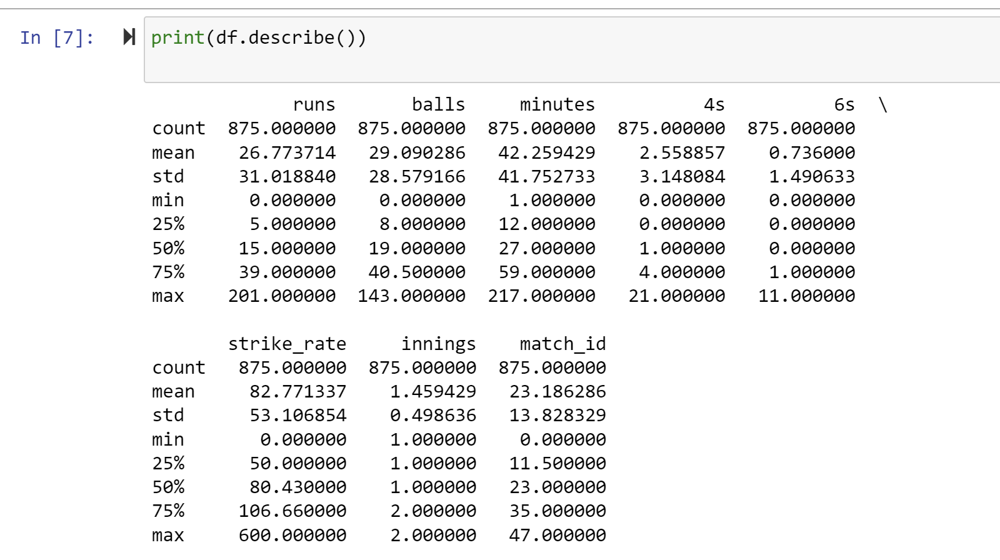 In [7]: print(df.describe())
runs balls minutes 4s 6s \
count 875.000000 875.000000 875.000000 875.000000 875.000000
mean 26.773714 29.090286 42.259429 2.558857 0.736000
std 31.018840 28.579166 41.752733 3.148084 1.490633
min 0.000000 0.000000 1.000000 0.000000 0.000000
25% 5.000000 8.000000 12.000000 0.000000 0.000000
50% 15.000000 19.000000 27.000000 1.000000 0.000000
75% 39.000000 40.500000 59.000000 4.000000 1.000000
max 201.000000 143.000000 217.000000 21.000000 11.000000
strike_rate innings match_id
count 875.000000 875.000000 875.000000
mean 82.771337 1.459429 23.186286
std 53.106854 0.498636 13.828329
min 0.000000 1.000000 0.000000
25% 50.000000 1.000000 11.500000
50% 80.430000 1.000000 23.000000
75% 106.660000 2.000000 35.000000
max 600.000000 2.000000 47.000000